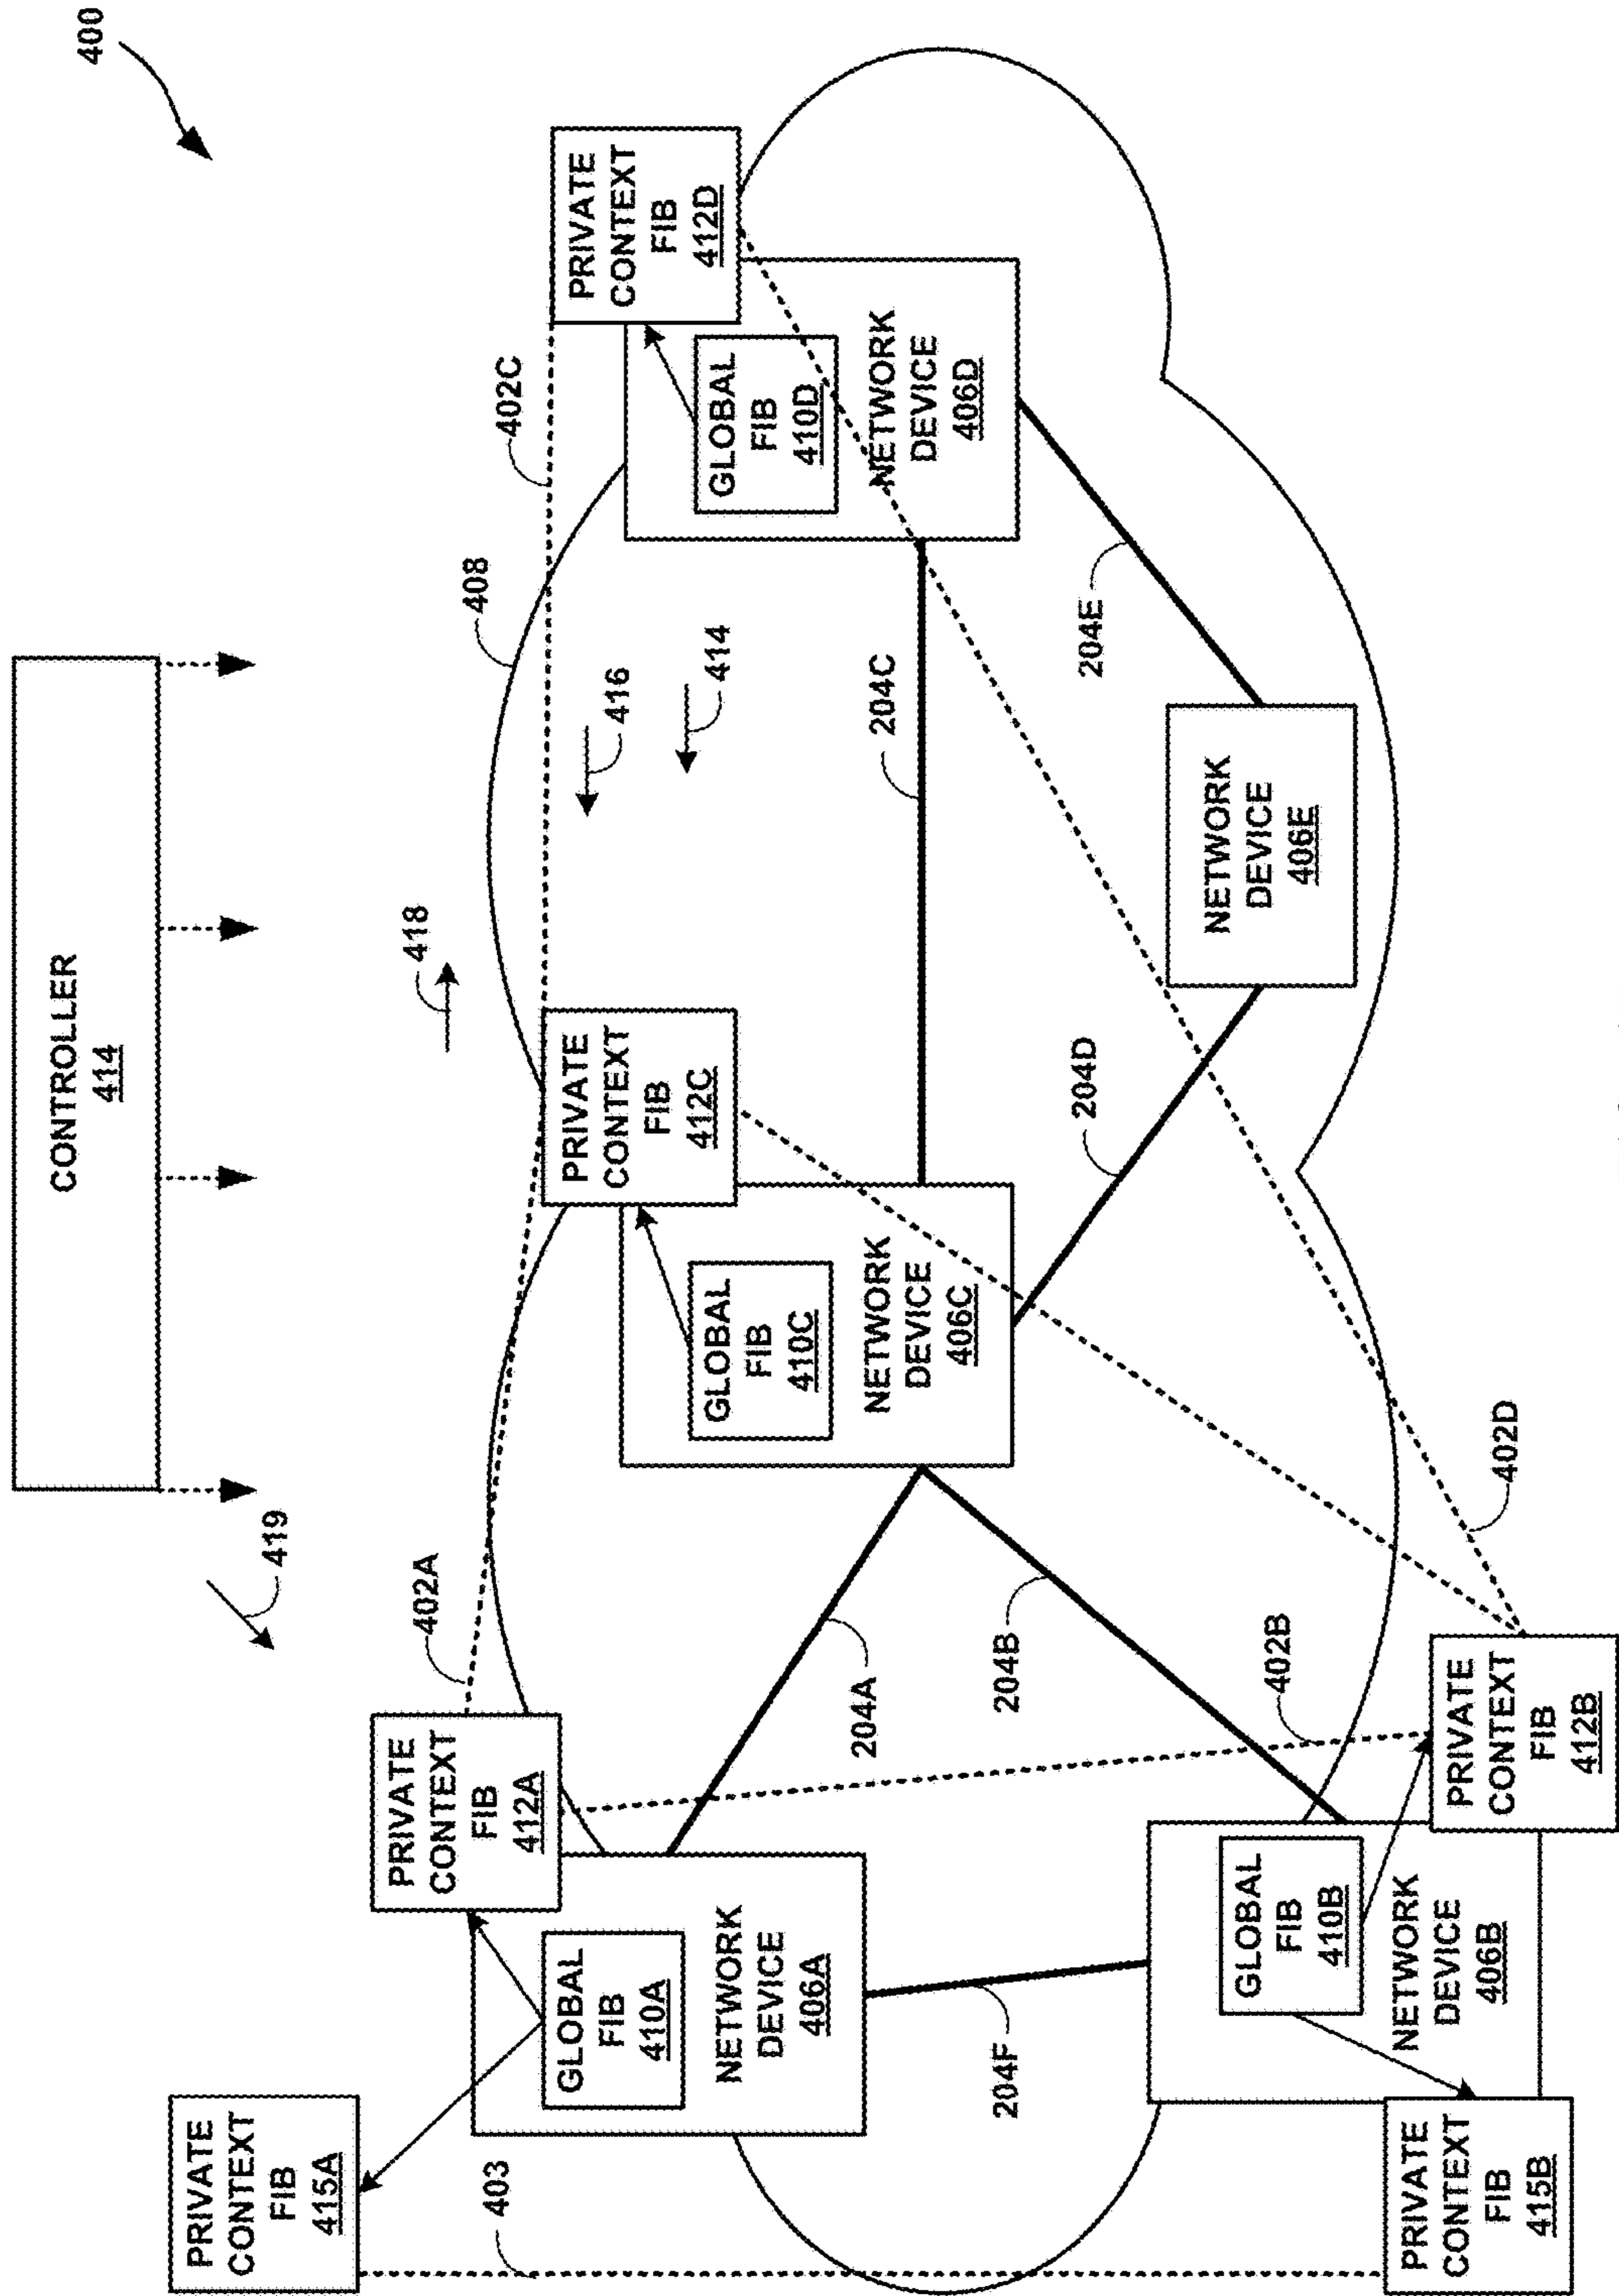 400
CONTROLLER
414
419
418
402A
402C
408
416
414
PRIVATE
CONTEXT
FIB
415A
PRIVATE
CONTEXT
FIB
412A
PRIVATE
CONTEXT
FIB
412C
PRIVATE
CONTEXT
FIB
412D
GLOBAL
FIB
410A
NETWORK
DEVICE
406A
GLOBAL
FIB
410C
NETWORK
DEVICE
406C
GLOBAL
FIB
410D
NETWORK
DEVICE
406D
403
204A
204C
204F
204B
204D
204E
402B
NETWORK
DEVICE
406E
GLOBAL
FIB
410B
NETWORK
DEVICE
406B
PRIVATE
CONTEXT
FIB
415B
PRIVATE
CONTEXT
FIB
412B
402D